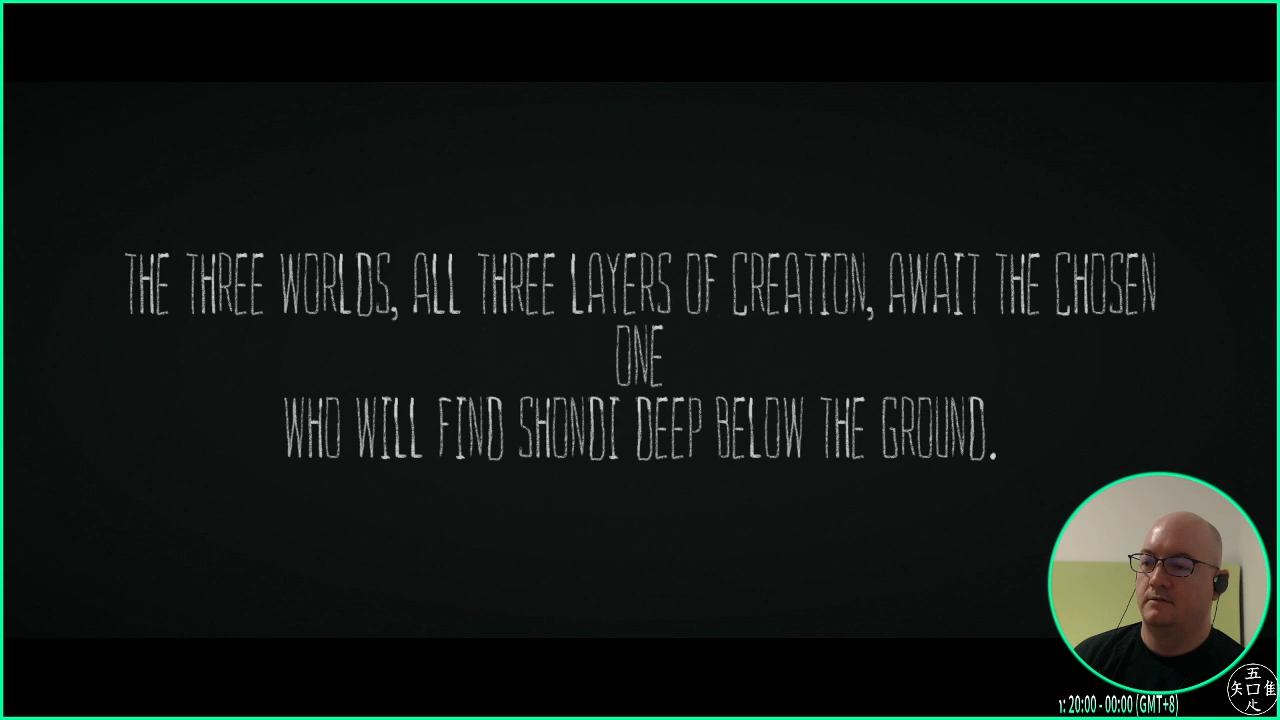 THE THREE WORLDS, ALL THREE LAYERS OF CREATION, AWAIT THE CHOSEN
ONE
WHO WILL FIND SHONDI DEEP BELOW THE GROUND.
: 20:00 - 00:00 (GMT+8)
五
矢口隹
止